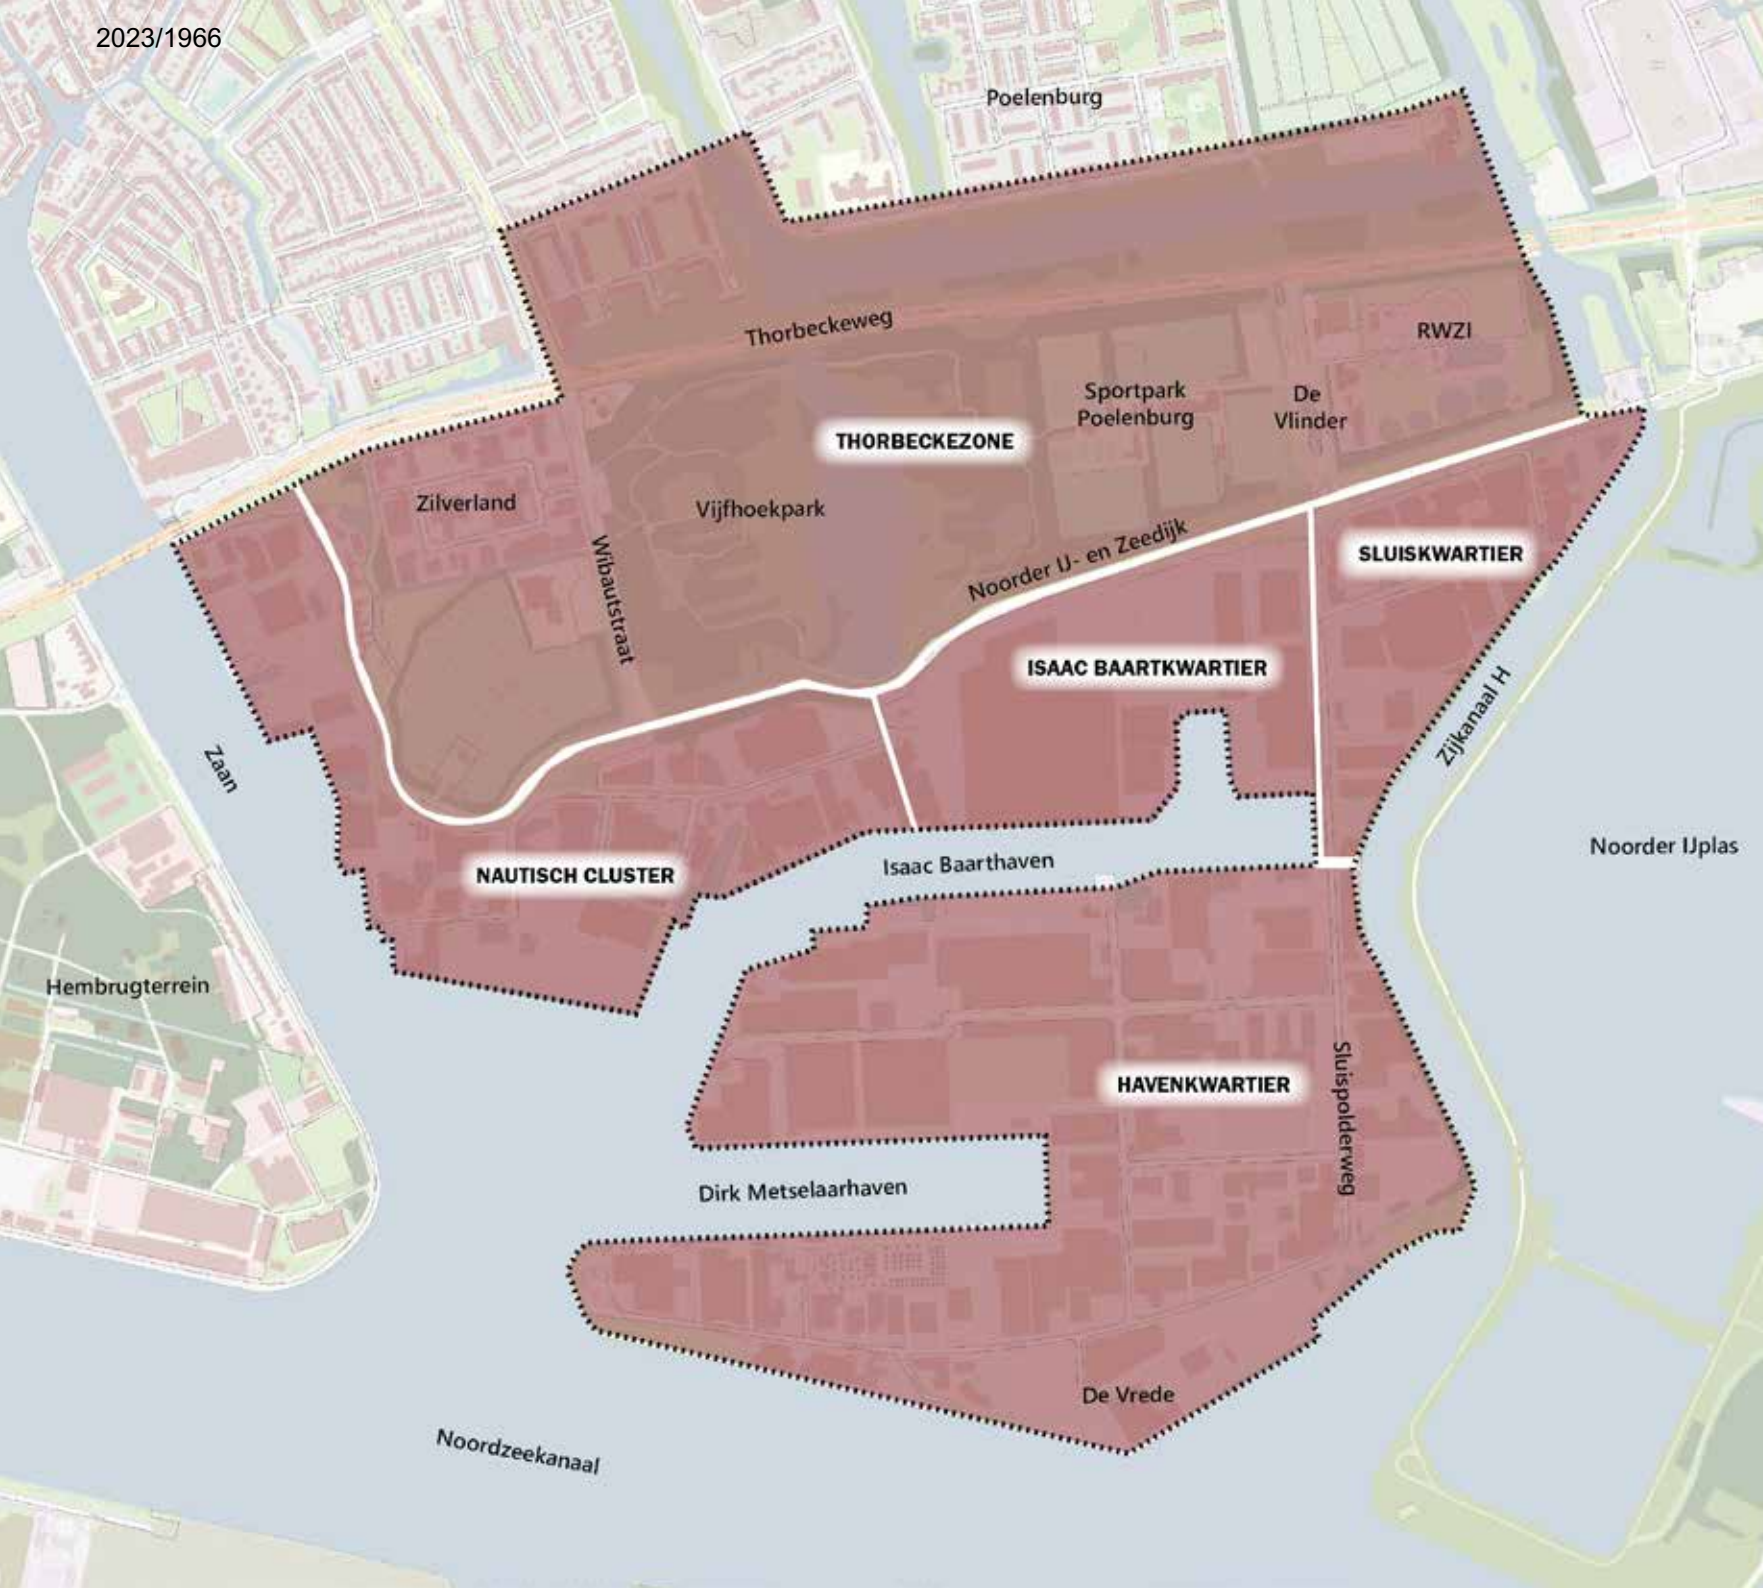 2023/1966
Poelenburg
Thorbeckeweg
RWZI
Sportpark
Poelenburg
De
Vlinder
THORBECKEZONE
Zilverland
Vijfhoekpark
Wibautstraat
Noorder IJ- en Zeedijk
SLUISKWARTIER
ISAAC BAARTKWARTIER
Zijkanaal H
Zaan
Noorder IJplas
Isaac Baarthaven
NAUTISCH CLUSTER
Hembrugterrein
HAVENKWARTIER
Sluispolderweg
Dirk Metselaarhaven
De Vrede
Noordzeekanaal